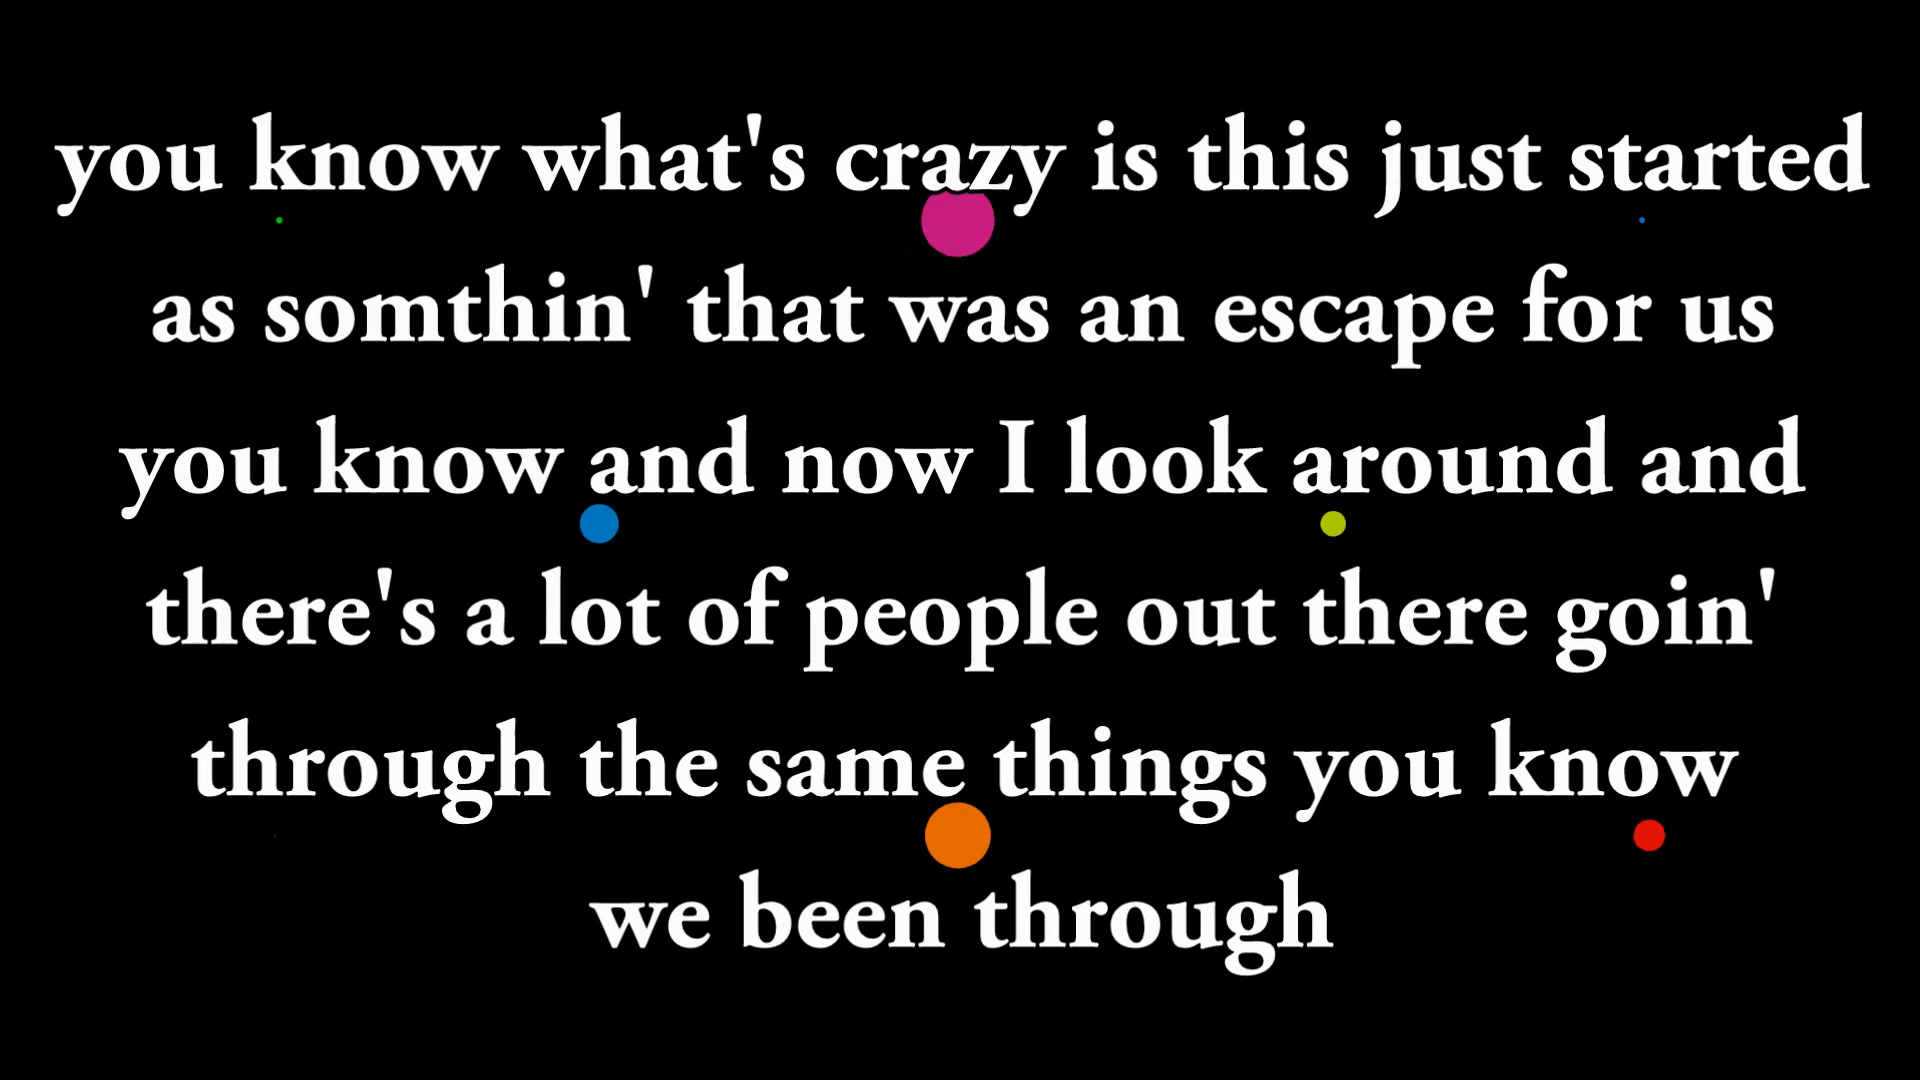 you know what's crazy is this just started
as somthin' that was an escape for us
you know and now I look around and
there's a lot of people out there goin'
through the same things you know
we been through